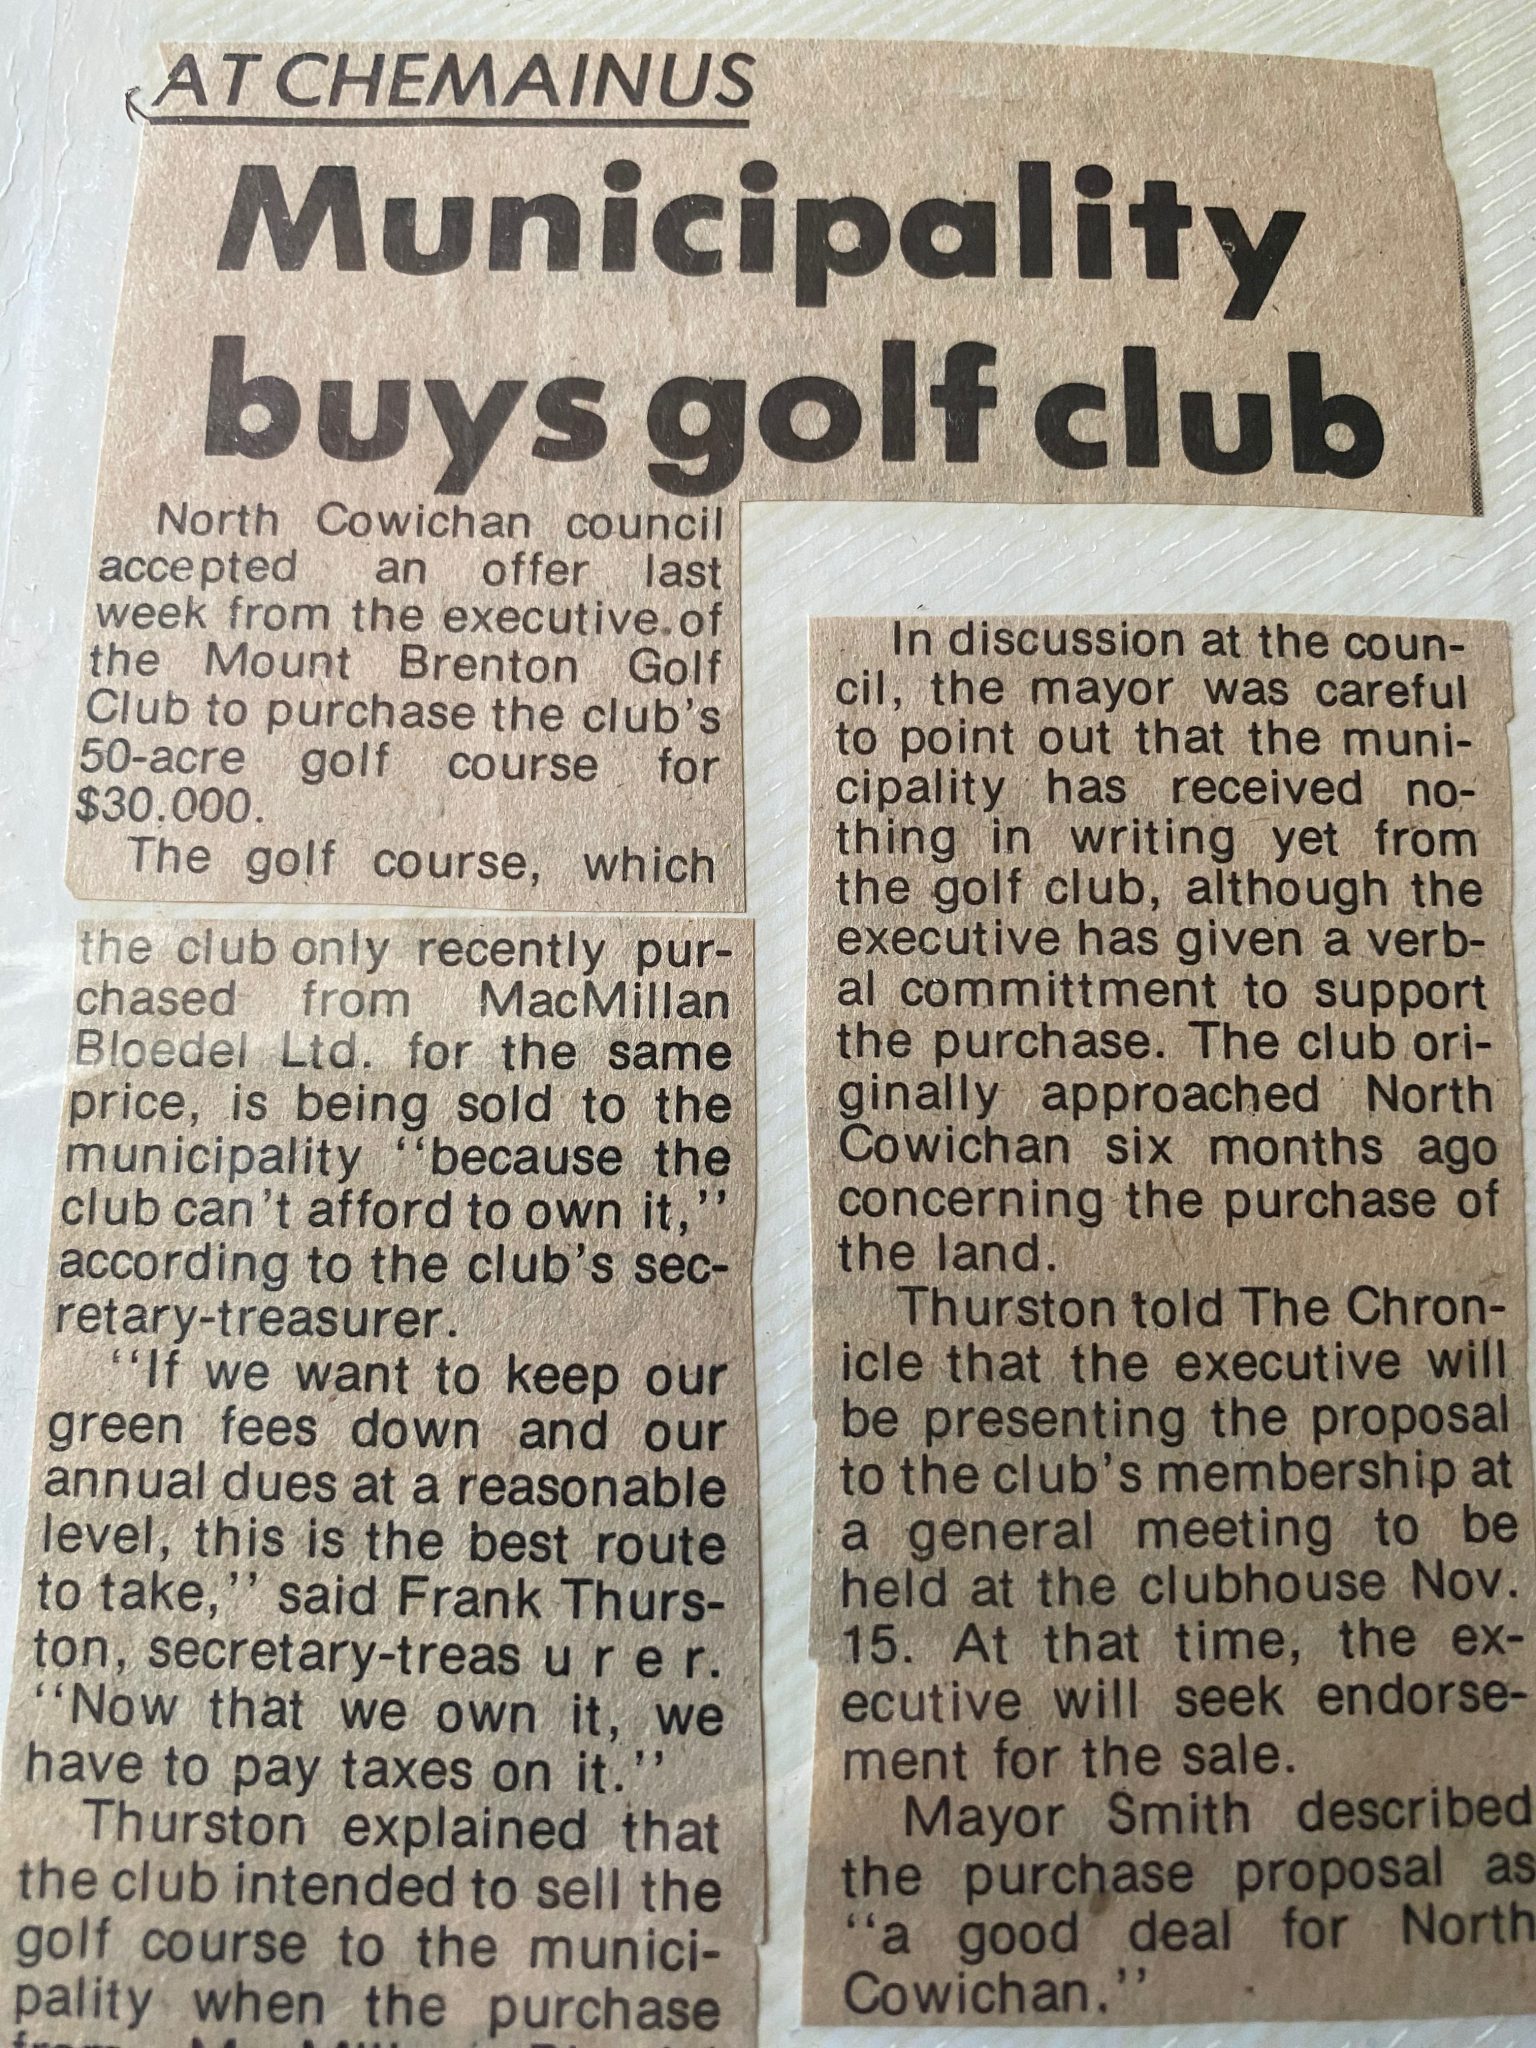 AT CHEMAINUS
Municipality
buys golf club
North Cowichan council
accepted an offer last
week from the executive of
the Mount Brenton Golf
Club to purchase the club's
50-acre golf course for
$30.000.
The golf course, which
the club only recently pur-
chased from MacMillan
Bloedel Ltd. for the same
price, is being sold to the
municipality ‘‘because the
club can't afford to own it,’’
according to the club's sec-
retary-treasurer.
‘‘If we want to keep our
green fees down and our
annual dues at a reasonable
level, this is the best route
to take,’’ said Frank Thurs-
ton, secretary-treas u r e r.
‘‘Now that we own it, we
have to pay taxes on it.’’
Thurston explained that
the club intended to sell the
golf course to the munici-
pality when the purchase
In discussion at the coun-
cil, the mayor was careful
to point out that the muni-
cipality has received no-
thing in writing yet from
the golf club, although the
executive has given a verb-
al committment to support
the purchase. The club ori-
ginally approached North
Cowichan six months ago
concerning the purchase of
the land.
Thurston told The Chron-
icle that the executive will
be presenting the proposal
to the club's membership at
a general meeting to be
held at the clubhouse Nov.
15. At that time, the ex-
ecutive will seek endorse-
ment for the sale.
Mayor Smith described
the purchase proposal as
‘‘a good deal for North
Cowichan.’’